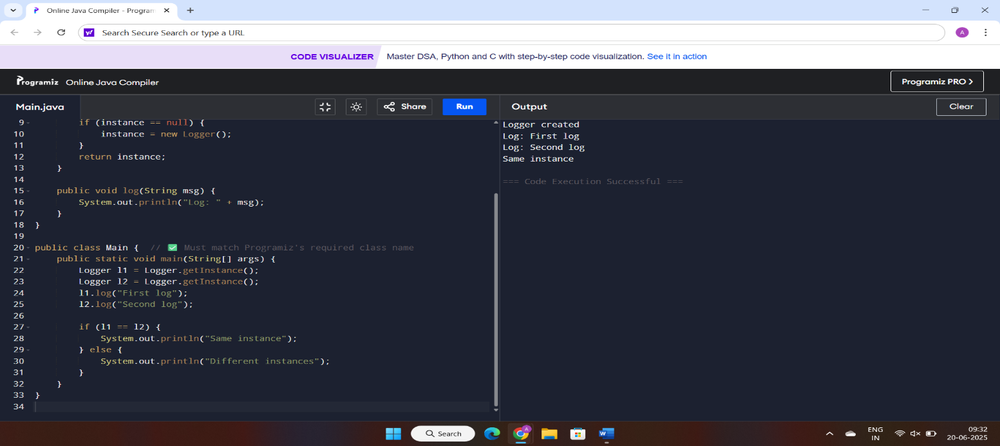 Online Java Compiler - Program
Search Secure Search or type a URL
A
CODE VISUALIZER
Master DSA, Python and C with step-by-step code visualization. See it in action
Programiz Online Java Compiler
Programiz PRO >
Main.java
Share
Run
Output
Clear
9 if (instance == null) {
10 instance = new Logger();
11 }
12 return instance;
13 }
14
15 public void log(String msg) {
16 System.out.println("Log: " + msg);
17 }
18 }
19
20 public class Main { // ✅ Must match Programiz's required class name
21 public static void main(String[] args) {
22 Logger l1 = Logger.getInstance();
23 Logger l2 = Logger.getInstance();
24 l1.log("First log");
25 l2.log("Second log");
26
27 if (l1 == l2) {
28 System.out.println("Same instance");
29 } else {
30 System.out.println("Different instances");
31 }
32 }
33 }
34
Logger created
Log: First log
Log: Second log
Same instance
=== Code Execution Successful ===
Search
A
W
ENG
IN
09:32
20-06-2025